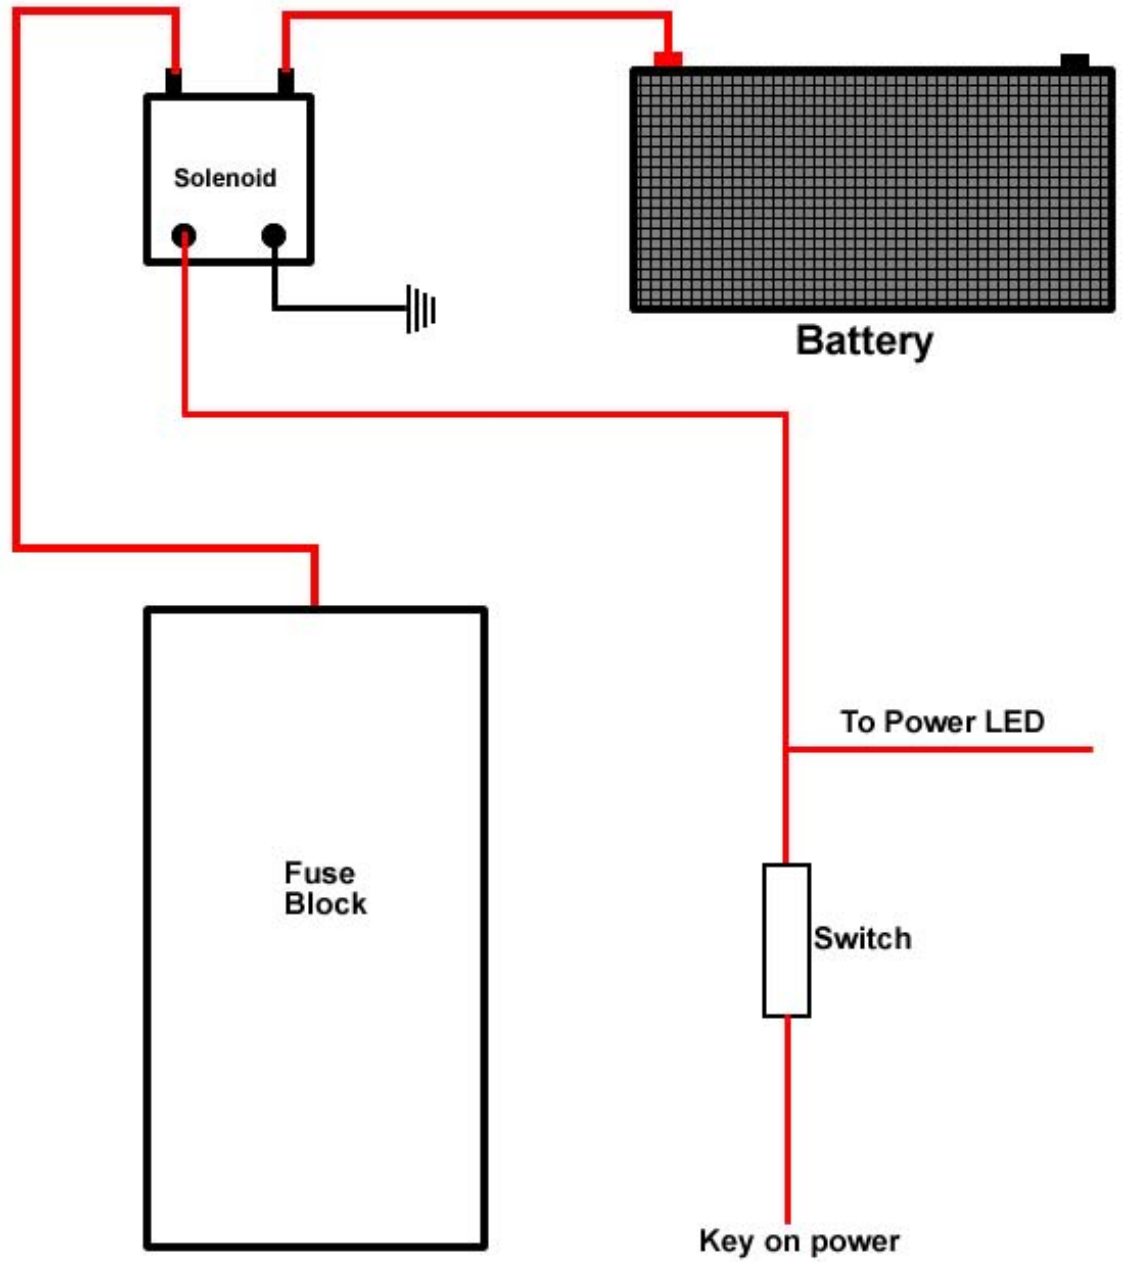 Solenoid
Battery
To Power LED
Fuse
Block
Switch
Key on power